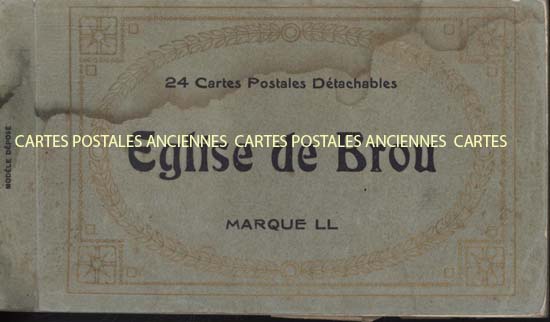 24 Cartes Postales Détachables
CARTES POSTALES ANCIENNES CARTES POSTALES ANCIENNES CARTES
Eglise de Brou
MARQUE LL
MODÈLE DÉPOSÉ